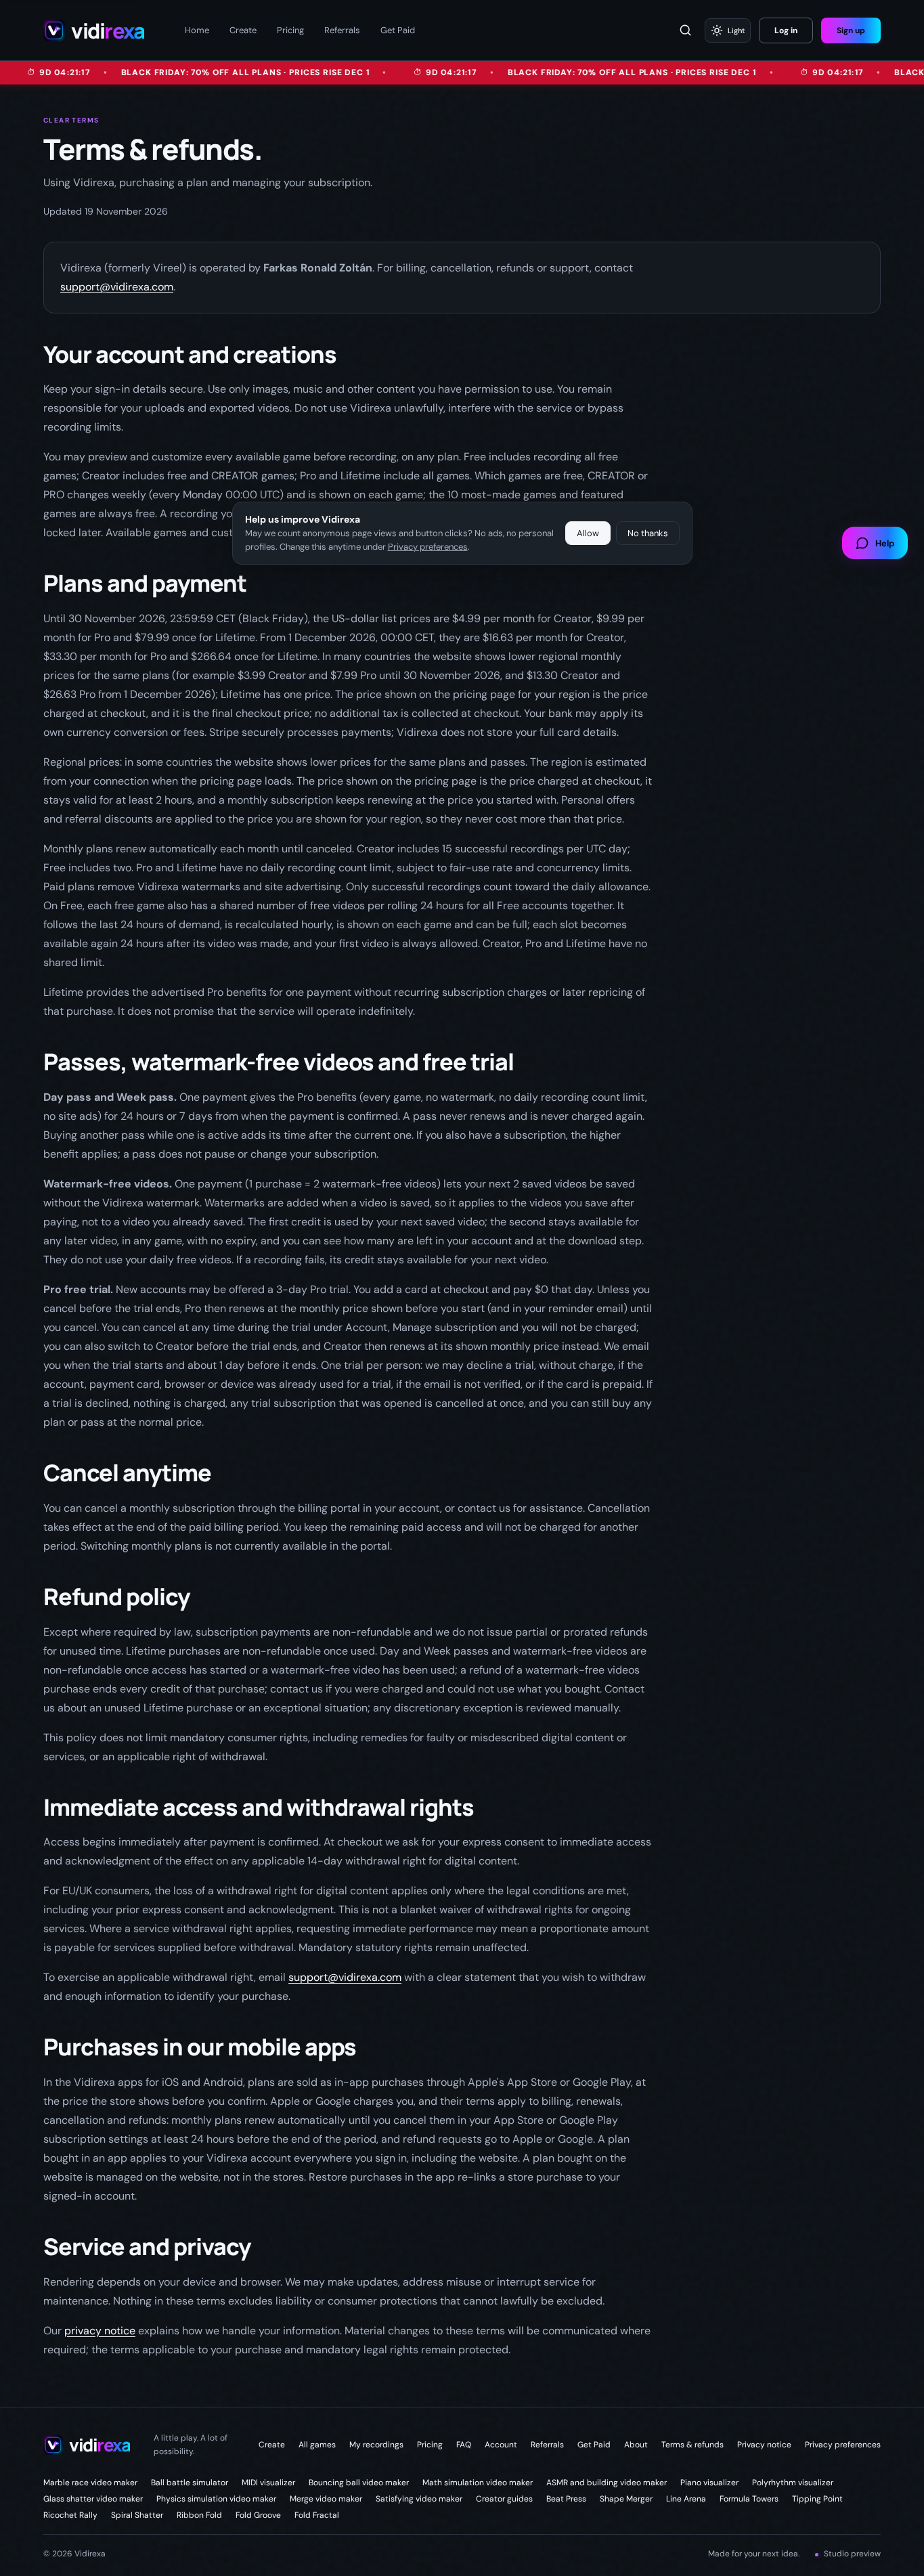 vidirexa
Home Create Pricing Referrals Get Paid
Light Log in Sign up
9D 04:21:17 • BLACK FRIDAY: 70% OFF ALL PLANS · PRICES RISE DEC 1 • 9D 04:21:17 • BLACK FRIDAY: 70% OFF ALL PLANS · PRICES RISE DEC 1 • 9D 04:21:17 • BLACK
CLEAR TERMS
Terms & refunds.
Using Vidirexa, purchasing a plan and managing your subscription.
Updated 19 November 2026
Vidirexa (formerly Vireel) is operated by Farkas Ronald Zoltán. For billing, cancellation, refunds or support, contact
support@vidirexa.com.
Your account and creations
Keep your sign-in details secure. Use only images, music and other content you have permission to use. You remain
responsible for your uploads and exported videos. Do not use Vidirexa unlawfully, interfere with the service or bypass
recording limits.
You may preview and customize every available game before recording, on any plan. Free includes recording all free
games; Creator includes free and CREATOR games; Pro and Lifetime include all games. Which games are free, CREATOR or
PRO changes weekly (every Monday 00:00 UTC) and is shown on each game; the 10 most-made games and featured
games are always free. A recording yo
locked later. Available games and cust
Help us improve Vidirexa
May we count anonymous page views and button clicks? No ads, no personal
profiles. Change this anytime under Privacy preferences.
Allow No thanks
Help
Plans and payment
Until 30 November 2026, 23:59:59 CET (Black Friday), the US-dollar list prices are $4.99 per month for Creator, $9.99 per
month for Pro and $79.99 once for Lifetime. From 1 December 2026, 00:00 CET, they are $16.63 per month for Creator,
$33.30 per month for Pro and $266.64 once for Lifetime. In many countries the website shows lower regional monthly
prices for the same plans (for example $3.99 Creator and $7.99 Pro until 30 November 2026, and $13.30 Creator and
$26.63 Pro from 1 December 2026); Lifetime has one price. The price shown on the pricing page for your region is the price
charged at checkout, and it is the final checkout price; no additional tax is collected at checkout. Your bank may apply its
own currency conversion or fees. Stripe securely processes payments; Vidirexa does not store your full card details.
Regional prices: in some countries the website shows lower prices for the same plans and passes. The region is estimated
from your connection when the pricing page loads. The price shown on the pricing page is the price charged at checkout, it
stays valid for at least 2 hours, and a monthly subscription keeps renewing at the price you started with. Personal offers
and referral discounts are applied to the price you are shown for your region, so they never cost more than that price.
Monthly plans renew automatically each month until canceled. Creator includes 15 successful recordings per UTC day;
Free includes two. Pro and Lifetime have no daily recording count limit, subject to fair-use rate and concurrency limits.
Paid plans remove Vidirexa watermarks and site advertising. Only successful recordings count toward the daily allowance.
On Free, each free game also has a shared number of free videos per rolling 24 hours for all Free accounts together. It
follows the last 24 hours of demand, is recalculated hourly, is shown on each game and can be full; each slot becomes
available again 24 hours after its video was made, and your first video is always allowed. Creator, Pro and Lifetime have no
shared limit.
Lifetime provides the advertised Pro benefits for one payment without recurring subscription charges or later repricing of
that purchase. It does not promise that the service will operate indefinitely.
Passes, watermark-free videos and free trial
Day pass and Week pass. One payment gives the Pro benefits (every game, no watermark, no daily recording count limit,
no site ads) for 24 hours or 7 days from when the payment is confirmed. A pass never renews and is never charged again.
Buying another pass while one is active adds its time after the current one. If you also have a subscription, the higher
benefit applies; a pass does not pause or change your subscription.
Watermark-free videos. One payment (1 purchase = 2 watermark-free videos) lets your next 2 saved videos be saved
without the Vidirexa watermark. Watermarks are added when a video is saved, so it applies to the videos you save after
paying, not to a video you already saved. The first credit is used by your next saved video; the second stays available for
any later video, in any game, with no expiry, and you can see how many are left in your account and at the download step.
They do not use your daily free videos. If a recording fails, its credit stays available for your next video.
Pro free trial. New accounts may be offered a 3-day Pro trial. You add a card at checkout and pay $0 that day. Unless you
cancel before the trial ends, Pro then renews at the monthly price shown before you start (and in your reminder email) until
you cancel. You can cancel at any time during the trial under Account, Manage subscription and you will not be charged;
you can also switch to Creator before the trial ends, and Creator then renews at its shown monthly price instead. We email
you when the trial starts and about 1 day before it ends. One trial per person: we may decline a trial, without charge, if the
account, payment card, browser or device was already used for a trial, if the email is not verified, or if the card is prepaid. If
a trial is declined, nothing is charged, any trial subscription that was opened is cancelled at once, and you can still buy any
plan or pass at the normal price.
Cancel anytime
You can cancel a monthly subscription through the billing portal in your account, or contact us for assistance. Cancellation
takes effect at the end of the paid billing period. You keep the remaining paid access and will not be charged for another
period. Switching monthly plans is not currently available in the portal.
Refund policy
Except where required by law, subscription payments are non-refundable and we do not issue partial or prorated refunds
for unused time. Lifetime purchases are non-refundable once used. Day and Week passes and watermark-free videos are
non-refundable once access has started or a watermark-free video has been used; a refund of a watermark-free videos
purchase ends every credit of that purchase; contact us if you were charged and could not use what you bought. Contact
us about an unused Lifetime purchase or an exceptional situation; any discretionary exception is reviewed manually.
This policy does not limit mandatory consumer rights, including remedies for faulty or misdescribed digital content or
services, or an applicable right of withdrawal.
Immediate access and withdrawal rights
Access begins immediately after payment is confirmed. At checkout we ask for your express consent to immediate access
and acknowledgment of the effect on any applicable 14-day withdrawal right for digital content.
For EU/UK consumers, the loss of a withdrawal right for digital content applies only where the legal conditions are met,
including your prior express consent and acknowledgment. This is not a blanket waiver of withdrawal rights for ongoing
services. Where a service withdrawal right applies, requesting immediate performance may mean a proportionate amount
is payable for services supplied before withdrawal. Mandatory statutory rights remain unaffected.
To exercise an applicable withdrawal right, email support@vidirexa.com with a clear statement that you wish to withdraw
and enough information to identify your purchase.
Purchases in our mobile apps
In the Vidirexa apps for iOS and Android, plans are sold as in-app purchases through Apple's App Store or Google Play, at
the price the store shows before you confirm. Apple or Google charges you, and their terms apply to billing, renewals,
cancellation and refunds: monthly plans renew automatically until you cancel them in your App Store or Google Play
subscription settings at least 24 hours before the end of the period, and refund requests go to Apple or Google. A plan
bought in an app applies to your Vidirexa account everywhere you sign in, including the website. A plan bought on the
website is managed on the website, not in the stores. Restore purchases in the app re-links a store purchase to your
signed-in account.
Service and privacy
Rendering depends on your device and browser. We may make updates, address misuse or interrupt service for
maintenance. Nothing in these terms excludes liability or consumer protections that cannot lawfully be excluded.
Our privacy notice explains how we handle your information. Material changes to these terms will be communicated where
required; the terms applicable to your purchase and mandatory legal rights remain protected.
vidirexa
A little play. A lot of
possibility.
Create All games My recordings Pricing FAQ Account Referrals Get Paid About Terms & refunds Privacy notice Privacy preferences
Marble race video maker Ball battle simulator MIDI visualizer Bouncing ball video maker Math simulation video maker ASMR and building video maker Piano visualizer Polyrhythm visualizer
Glass shatter video maker Physics simulation video maker Merge video maker Satisfying video maker Creator guides Beat Press Shape Merger Line Arena Formula Towers Tipping Point
Ricochet Rally Spiral Shatter Ribbon Fold Fold Groove Fold Fractal
© 2026 Vidirexa
Made for your next idea. • Studio preview